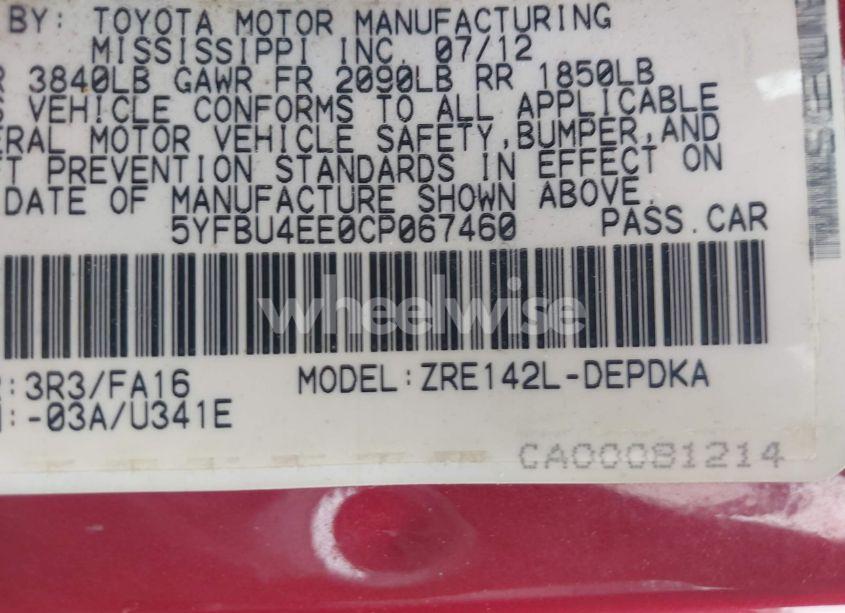 BY: TOYOTA MOTOR MANUFACTURING
MISSISSIPPI INC. 07/12
R 3840LB GAWR FR 2090LB RR 1850LB
S VEHICLE CONFORMS TO ALL APPLICABLE
ERAL MOTOR VEHICLE SAFETY, BUMPER, AND
FT PREVENTION STANDARDS IN EFFECT ON
DATE OF MANUFACTURE SHOWN ABOVE.
5YFBU4EE0CP067460 PASS.CAR
wheelwise
:3R3/FA16 MODEL:ZRE142L-DEPDKA
:-03A/U341E
CA00081214